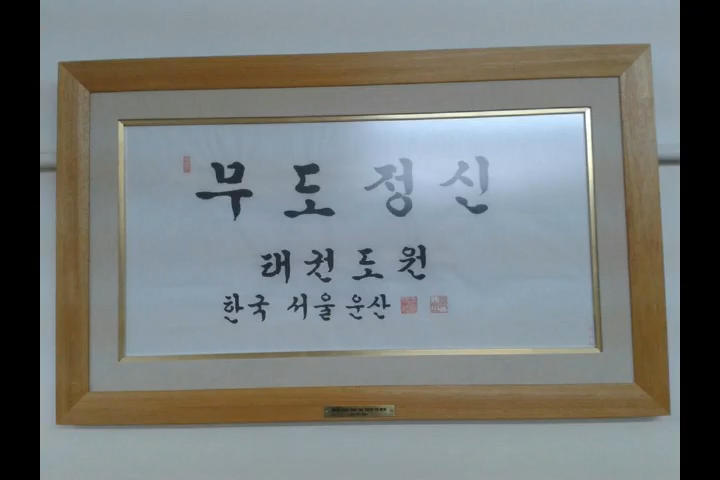 무도정신
태권도원
한국 서울 운산